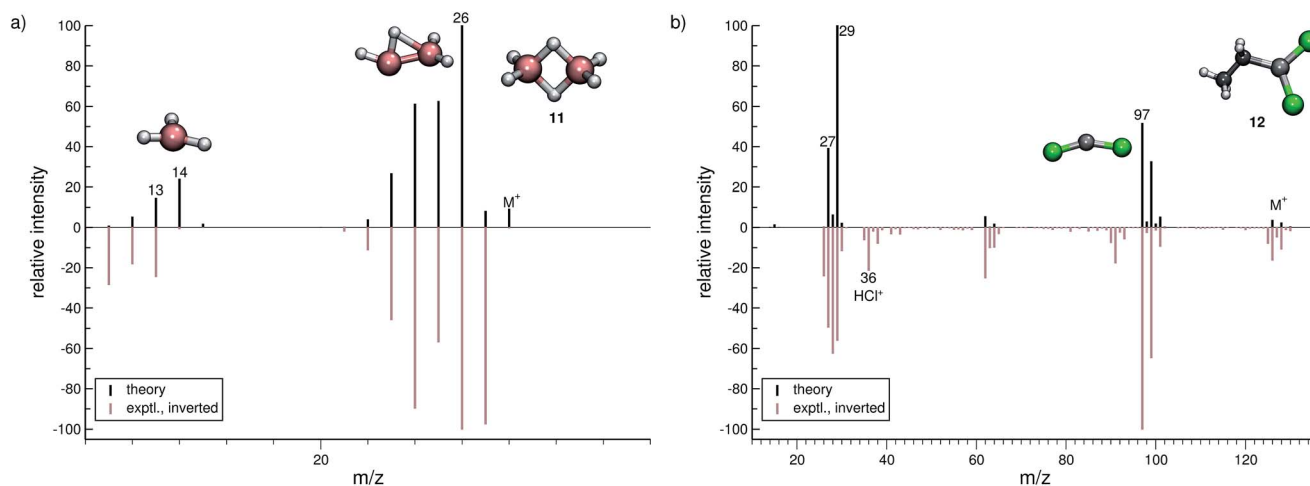 a)
100
80
60
40
20
0
-20
-40
-60
-80
-100
relative intensity
13
14
26
11
M+
theory
exptl., inverted
20
m/z
b)
100
80
60
40
20
0
-20
-40
-60
-80
-100
relative intensity
27
29
36
HCl+
97
12
M+
theory
exptl., inverted
20 40 60 80 100 120
m/z